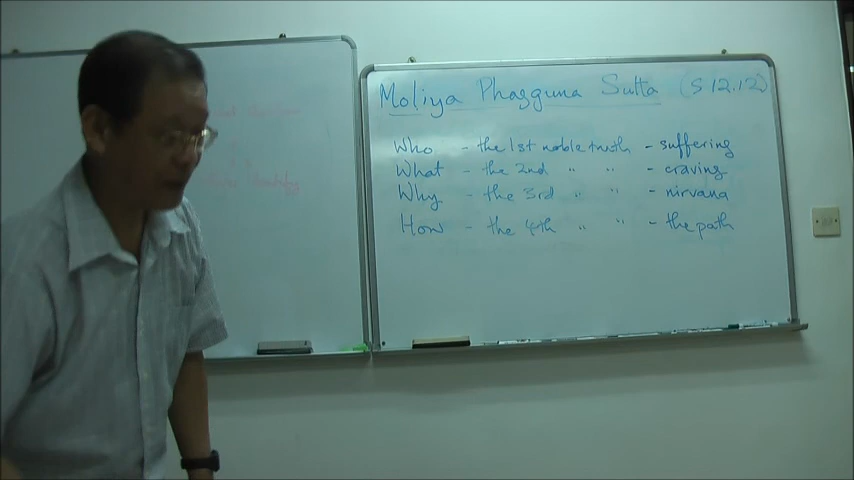 Moliya Phagguna Sutta (S 12.12)
Who - the 1st noble truth - suffering
What - the 2nd " " - craving
Why - the 3rd " " - nirvana
How - the 4th " " - the path